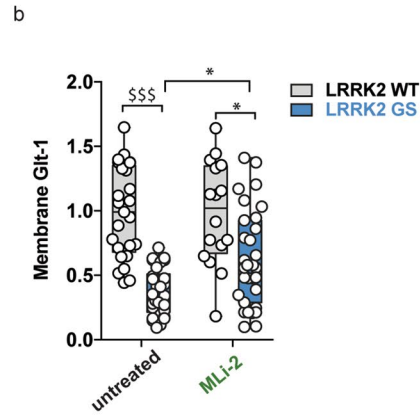 b
*
$$$
*
LRRK2 WT
LRRK2 GS
Membrane Glt-1
2.0
1.5
1.0
0.5
0.0
untreated
MLi-2